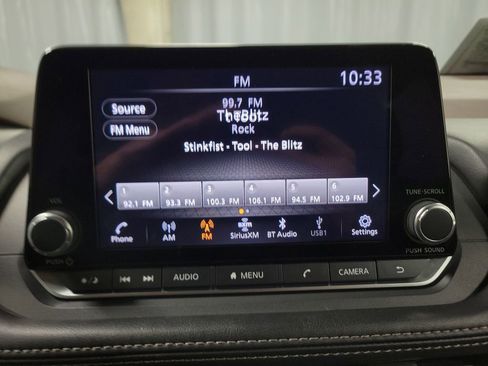 FM
10:33
Source
99.7 FM
TheBlitz
FM Menu
Rock
Stinkfist - Tool - The Blitz
1 2 3 4 5 6
92.1 FM 93.3 FM 100.3 FM 106.1 FM 94.5 FM 102.9 FM
Phone AM FM SiriusXM BT Audio USB1 Settings
VOL
PUSH
TUNE·SCROLL
PUSH SOUND
AUDIO MENU CAMERA